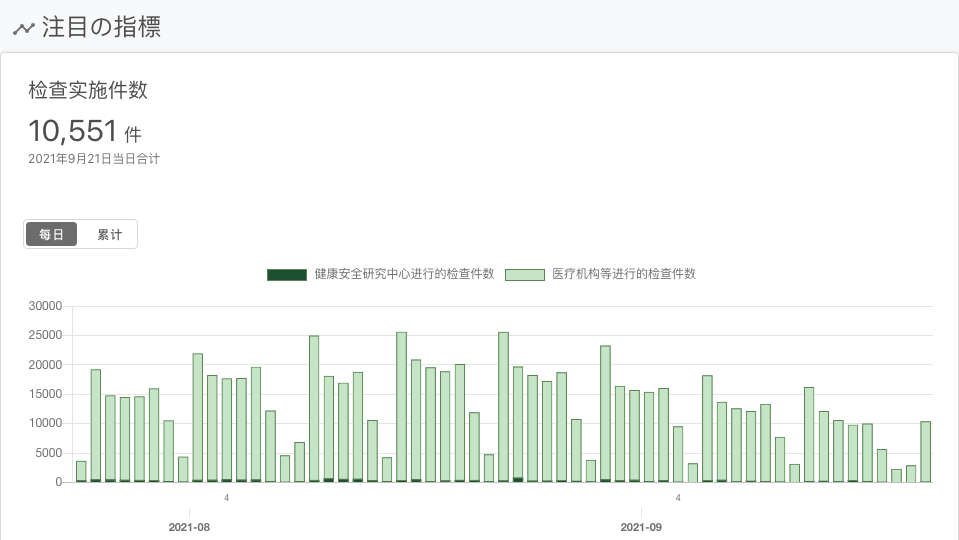 注目の指標
检查实施件数
10,551 件
2021年9月21日当日合计
每日 累计
健康安全研究中心进行的检查件数 医疗机构等进行的检查件数
30000
25000
20000
15000
10000
5000
0
4 4
2021-08 2021-09